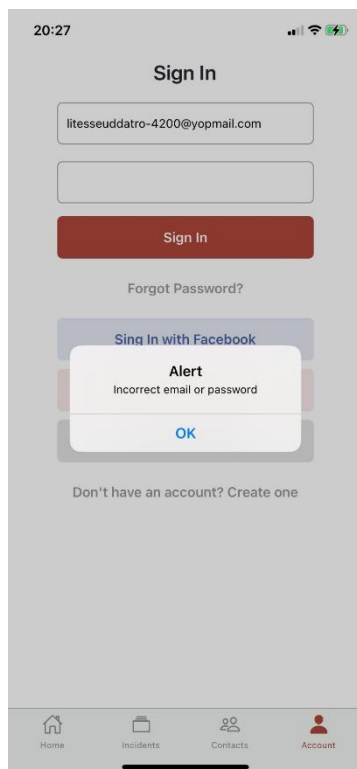 20:27
Sign In
litesseuddatro-4200@yopmail.com
Sign In
Forgot Password?
Sing In with Facebook
Alert
Incorrect email or password
OK
Don't have an account? Create one
Home Incidents Contacts Account